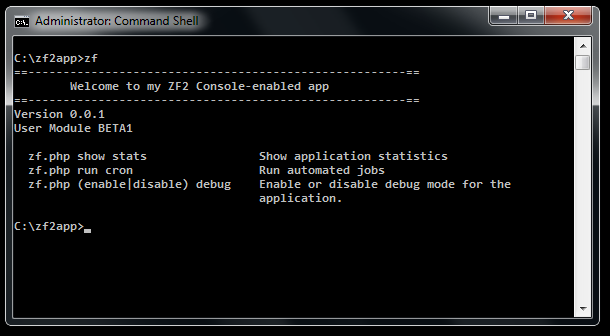 Administrator: Command Shell
C:\zf2app>zf
==------------------------------------------------------==
Welcome to my ZF2 Console-enabled app
==------------------------------------------------------==
Version 0.0.1
User Module BETA1
zf.php show stats Show application statistics
zf.php run cron Run automated jobs
zf.php (enable|disable) debug Enable or disable debug mode for the
application.
C:\zf2app>_